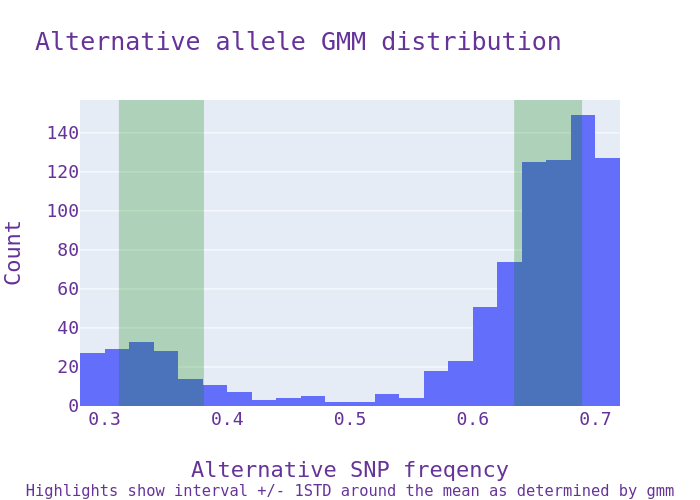 Alternative allele GMM distribution
Count
140
120
100
80
60
40
20
0
0.3 0.4 0.5 0.6 0.7
Alternative SNP freqency
Highlights show interval +/- 1STD around the mean as determined by gmm